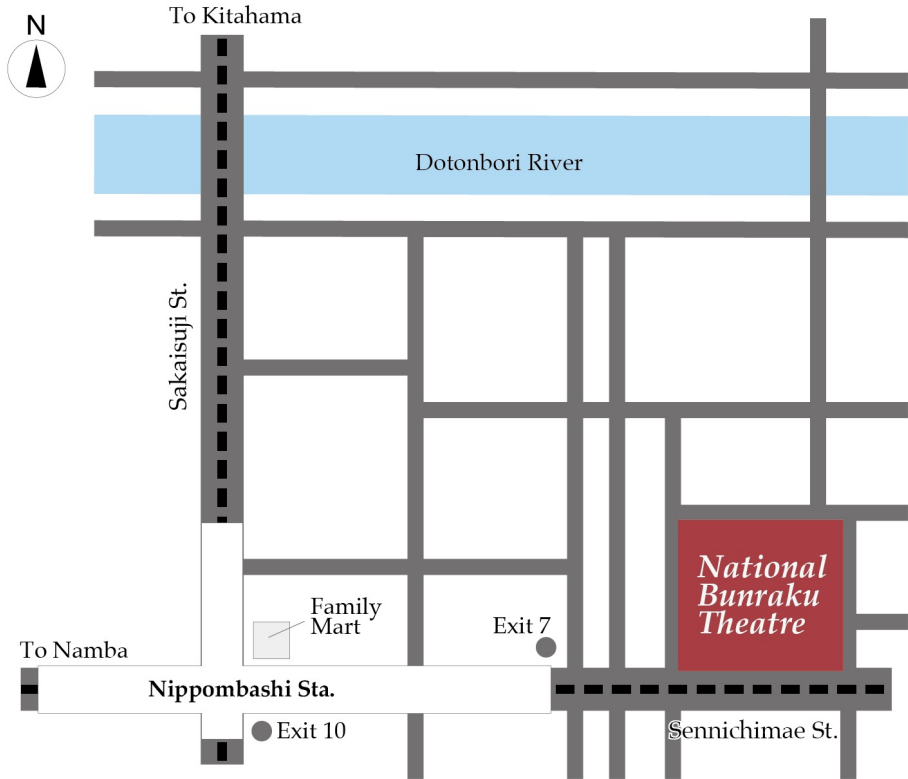 To Kitahama
N
Dotonbori River
Sakaisuji St.
National
Bunraku
Theatre
Family
Mart
Exit 7
To Namba
Nippombashi Sta.
Exit 10
Sennichimae St.